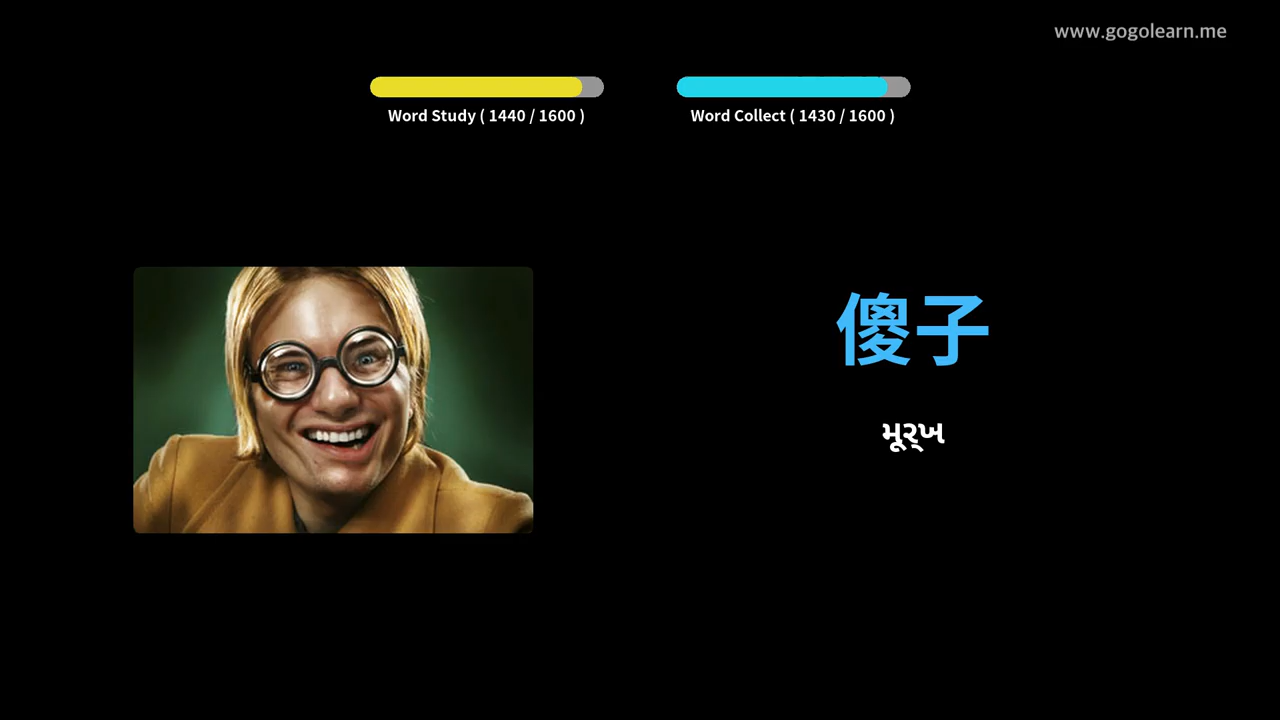 www.gogolearn.me
Word Study ( 1440 / 1600 )
Word Collect ( 1430 / 1600 )
傻子
મૂર્ખ